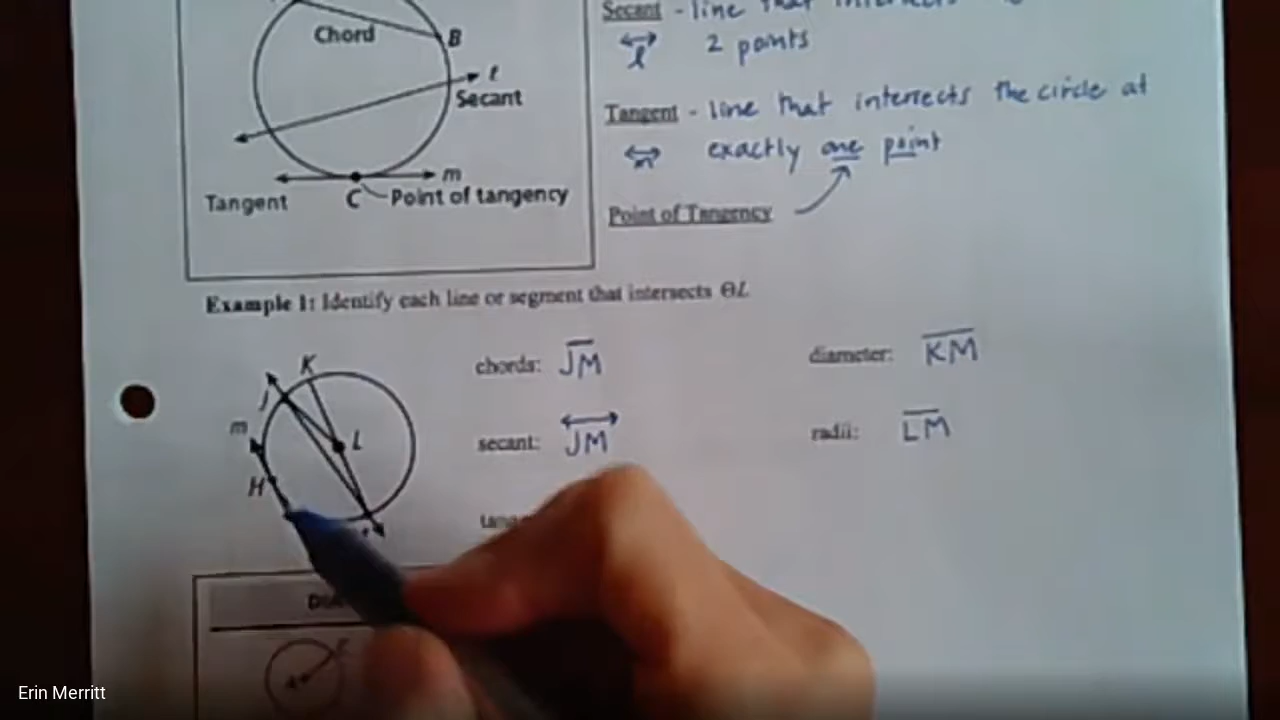 Chord
B
ℓ
Secant
m
Tangent
C
Point of tangency
Secant - line that intersects
ℓ 2 points
Tangent - line that intersects the circle at
m exactly one point
Point of Tangency
Example 1: Identify each line or segment that intersects ⊙L
K
J
m
L
H
chords: JM
diameter: KM
secant: JM
radii: LM
Erin Merritt